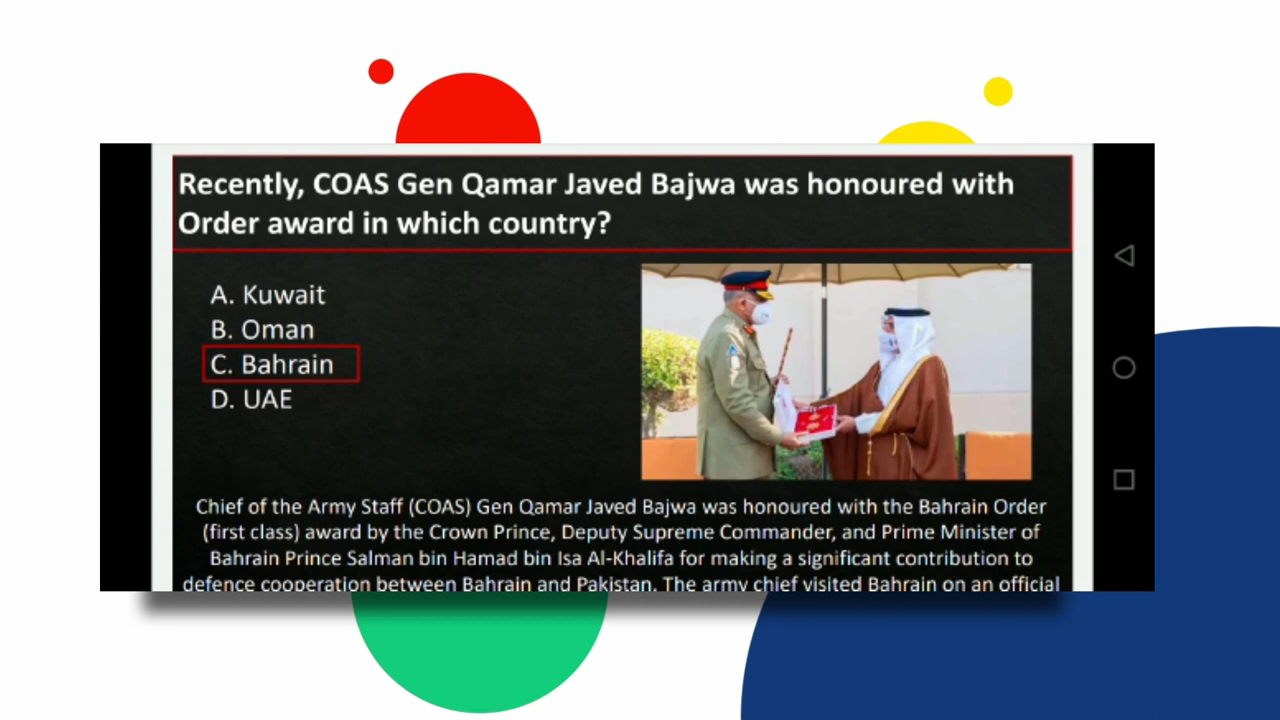 Recently, COAS Gen Qamar Javed Bajwa was honoured with
Order award in which country?
A. Kuwait
B. Oman
C. Bahrain
D. UAE
Chief of the Army Staff (COAS) Gen Qamar Javed Bajwa was honoured with the Bahrain Order
(first class) award by the Crown Prince, Deputy Supreme Commander, and Prime Minister of
Bahrain Prince Salman bin Hamad bin Isa Al-Khalifa for making a significant contribution to
defence cooperation between Bahrain and Pakistan. The army chief visited Bahrain on an official